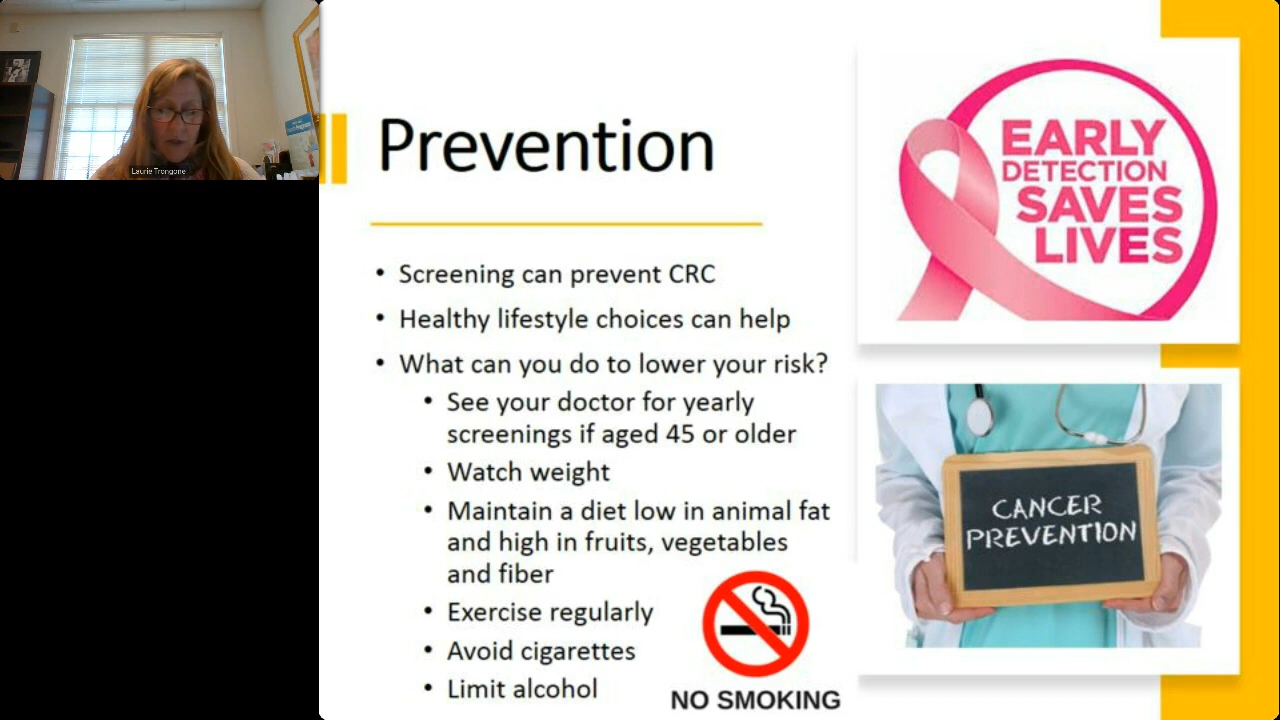 Laurie Trongone
Prevention
• Screening can prevent CRC
• Healthy lifestyle choices can help
• What can you do to lower your risk?
• See your doctor for yearly
screenings if aged 45 or older
• Watch weight
• Maintain a diet low in animal fat
and high in fruits, vegetables
and fiber
• Exercise regularly
• Avoid cigarettes
• Limit alcohol
NO SMOKING
EARLY
DETECTION
SAVES
LIVES
CANCER
PREVENTION